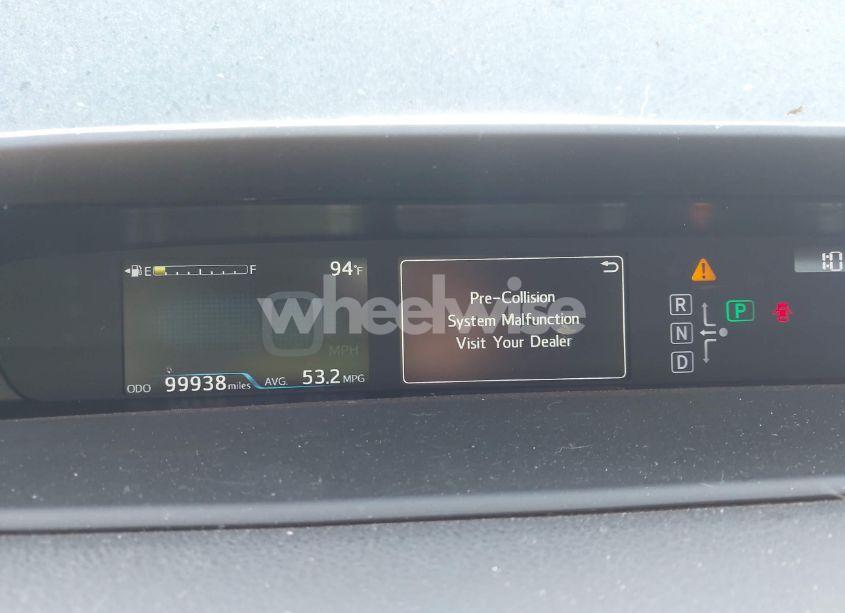 E F 94°F
MPH
ODO 99938 miles AVG. 53.2 MPG
Pre-Collision
System Malfunction
Visit Your Dealer
R
N
D
P
wheelwise